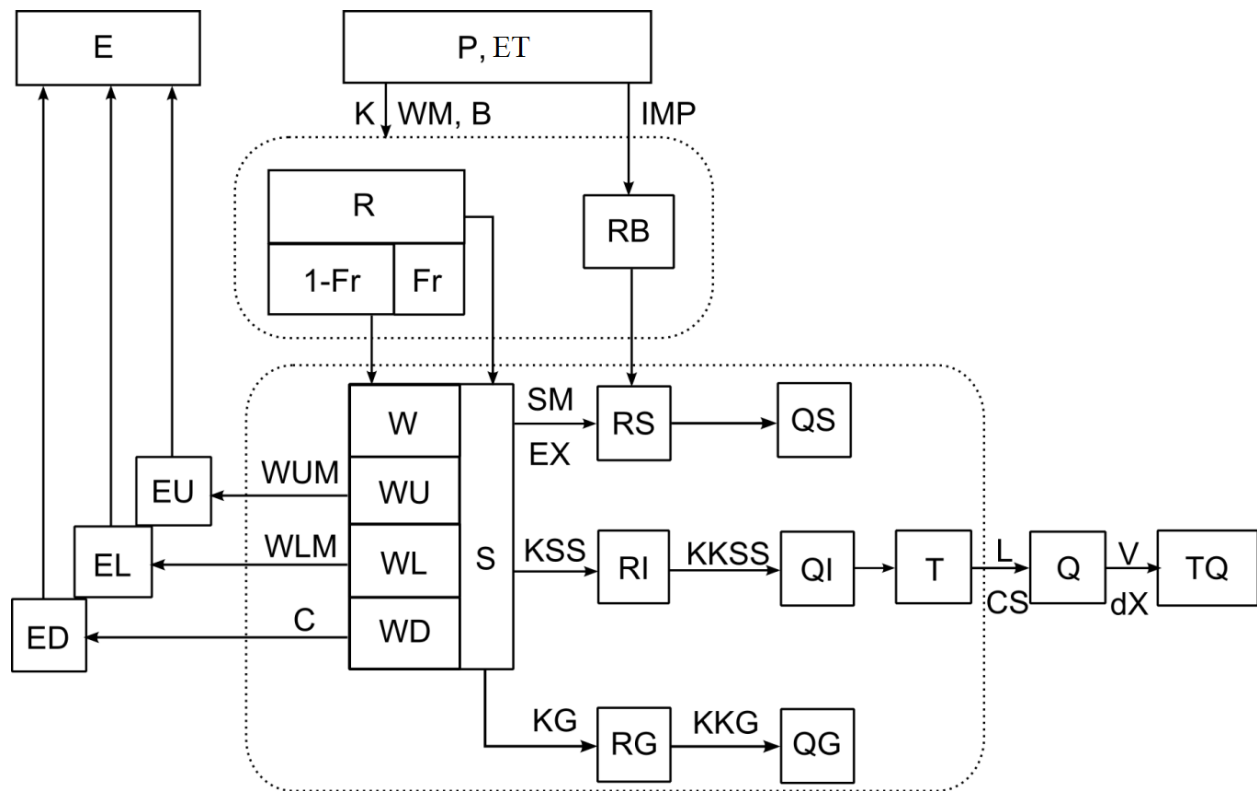 E
P, ET
K
WM, B
IMP
R
RB
1-Fr
Fr
W
SM
RS
QS
EX
WUM
EU
WU
WLM
EL
WL
S
KSS
RI
KKSS
QI
T
L
CS
Q
V
dX
TQ
C
ED
WD
KG
RG
KKG
QG